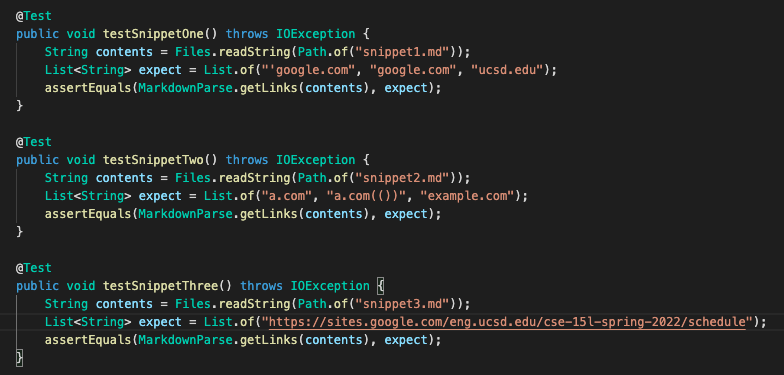 @Test
public void testSnippetOne() throws IOException {
    String contents = Files.readString(Path.of("snippet1.md"));
    List<String> expect = List.of("'google.com", "google.com", "ucsd.edu");
    assertEquals(MarkdownParse.getLinks(contents), expect);
}

@Test
public void testSnippetTwo() throws IOException {
    String contents = Files.readString(Path.of("snippet2.md"));
    List<String> expect = List.of("a.com", "a.com(())", "example.com");
    assertEquals(MarkdownParse.getLinks(contents), expect);
}

@Test
public void testSnippetThree() throws IOException {
    String contents = Files.readString(Path.of("snippet3.md"));
    List<String> expect = List.of("https://sites.google.com/eng.ucsd.edu/cse-15l-spring-2022/schedule");
    assertEquals(MarkdownParse.getLinks(contents), expect);
}